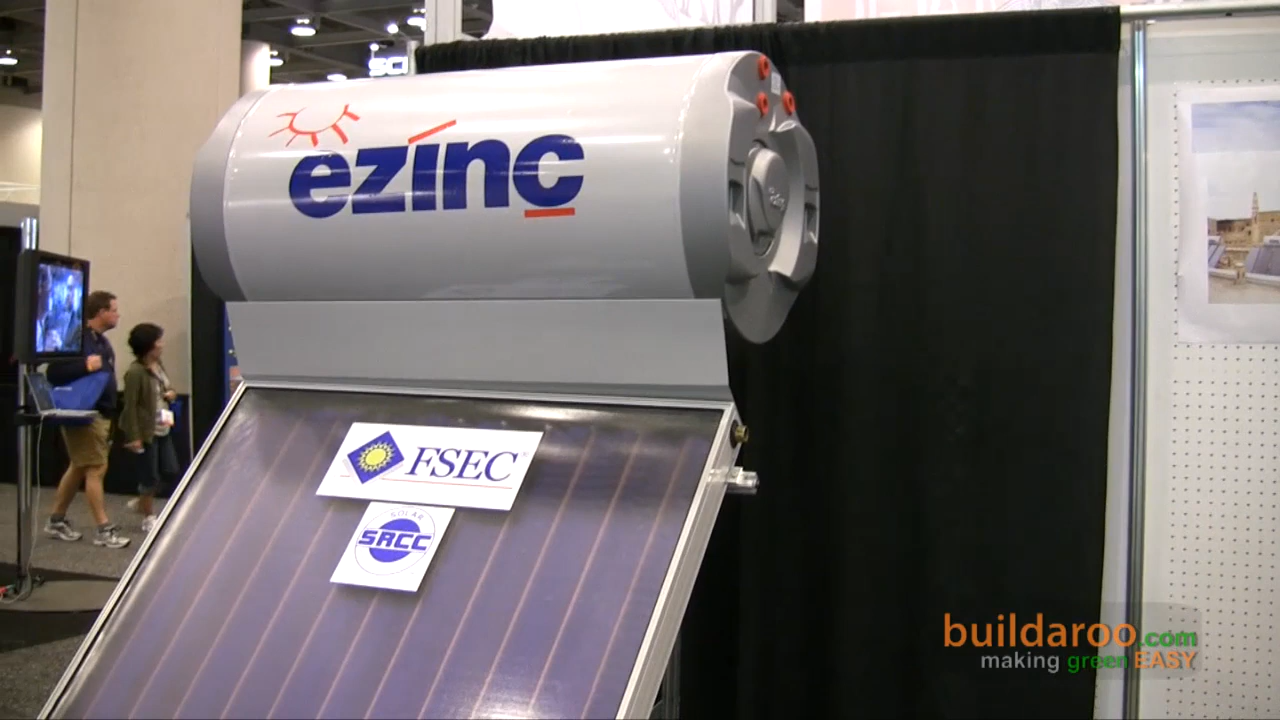 ezinc
FSEC
SOLAR
SRCC
buildaroo.com
making green EASY